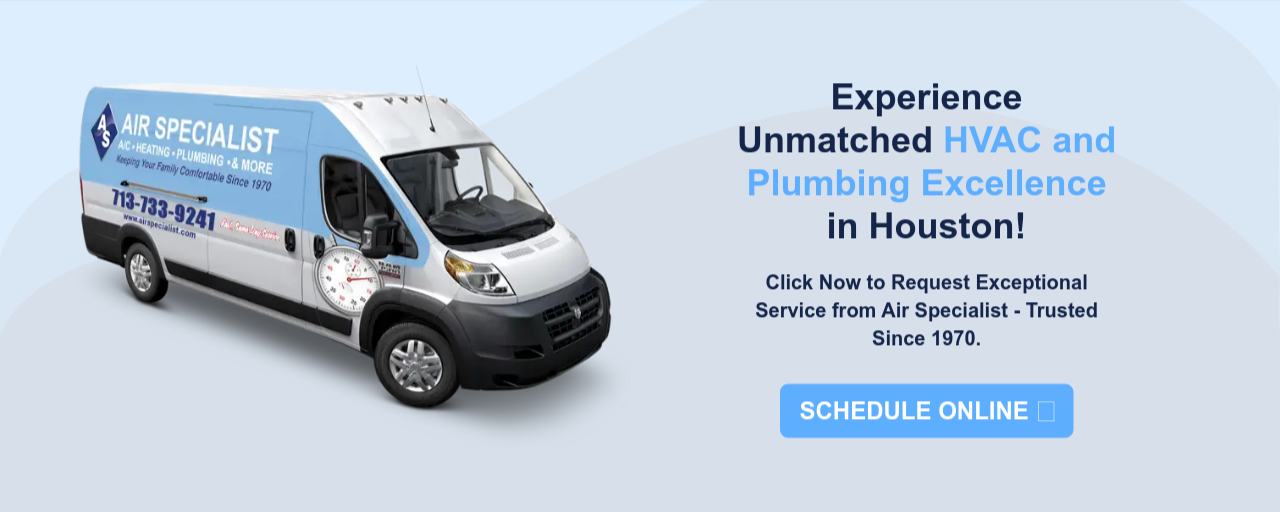 AS
AIR SPECIALIST
A/C • HEATING • PLUMBING • & MORE
Keeping Your Family Comfortable Since 1970
713-733-9241
www.airspecialist.com
Experience
Unmatched HVAC and
Plumbing Excellence
in Houston!
Click Now to Request Exceptional
Service from Air Specialist - Trusted
Since 1970.
SCHEDULE ONLINE